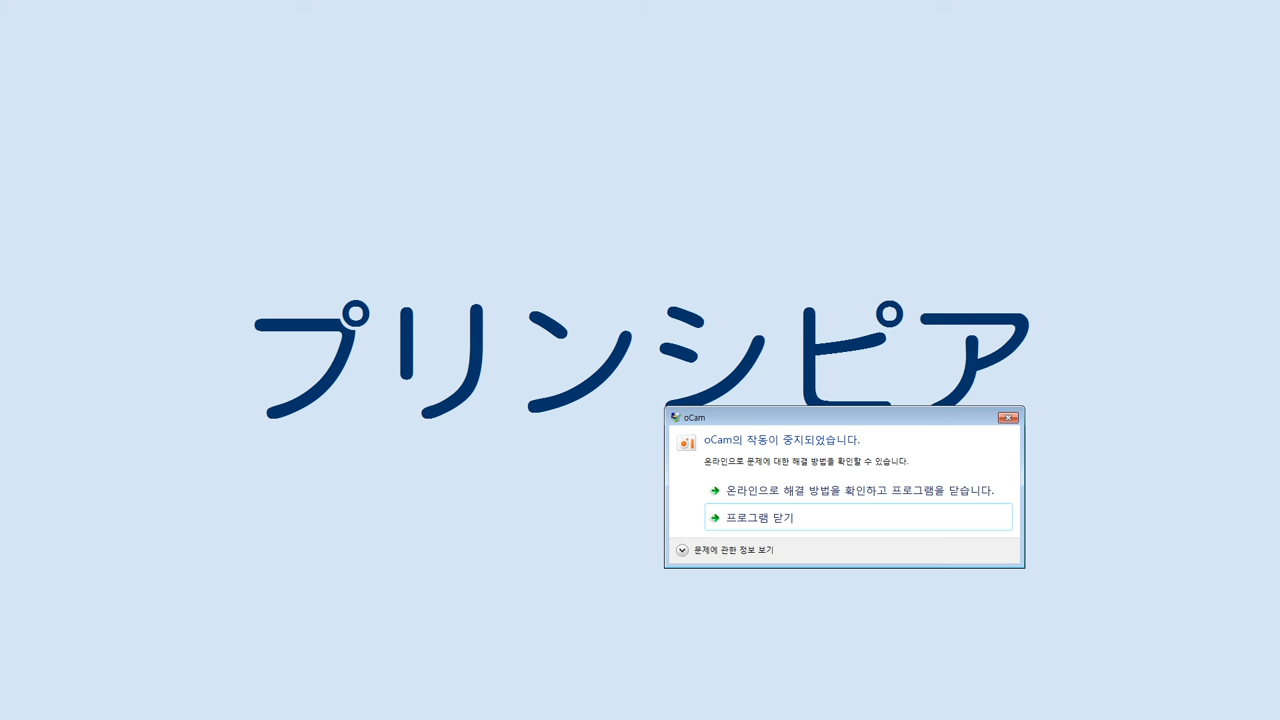 プリンシピア
oCam
oCam의 작동이 중지되었습니다.
온라인으로 문제에 대한 해결 방법을 확인할 수 있습니다.
온라인으로 해결 방법을 확인하고 프로그램을 닫습니다.
프로그램 닫기
문제에 관한 정보 보기